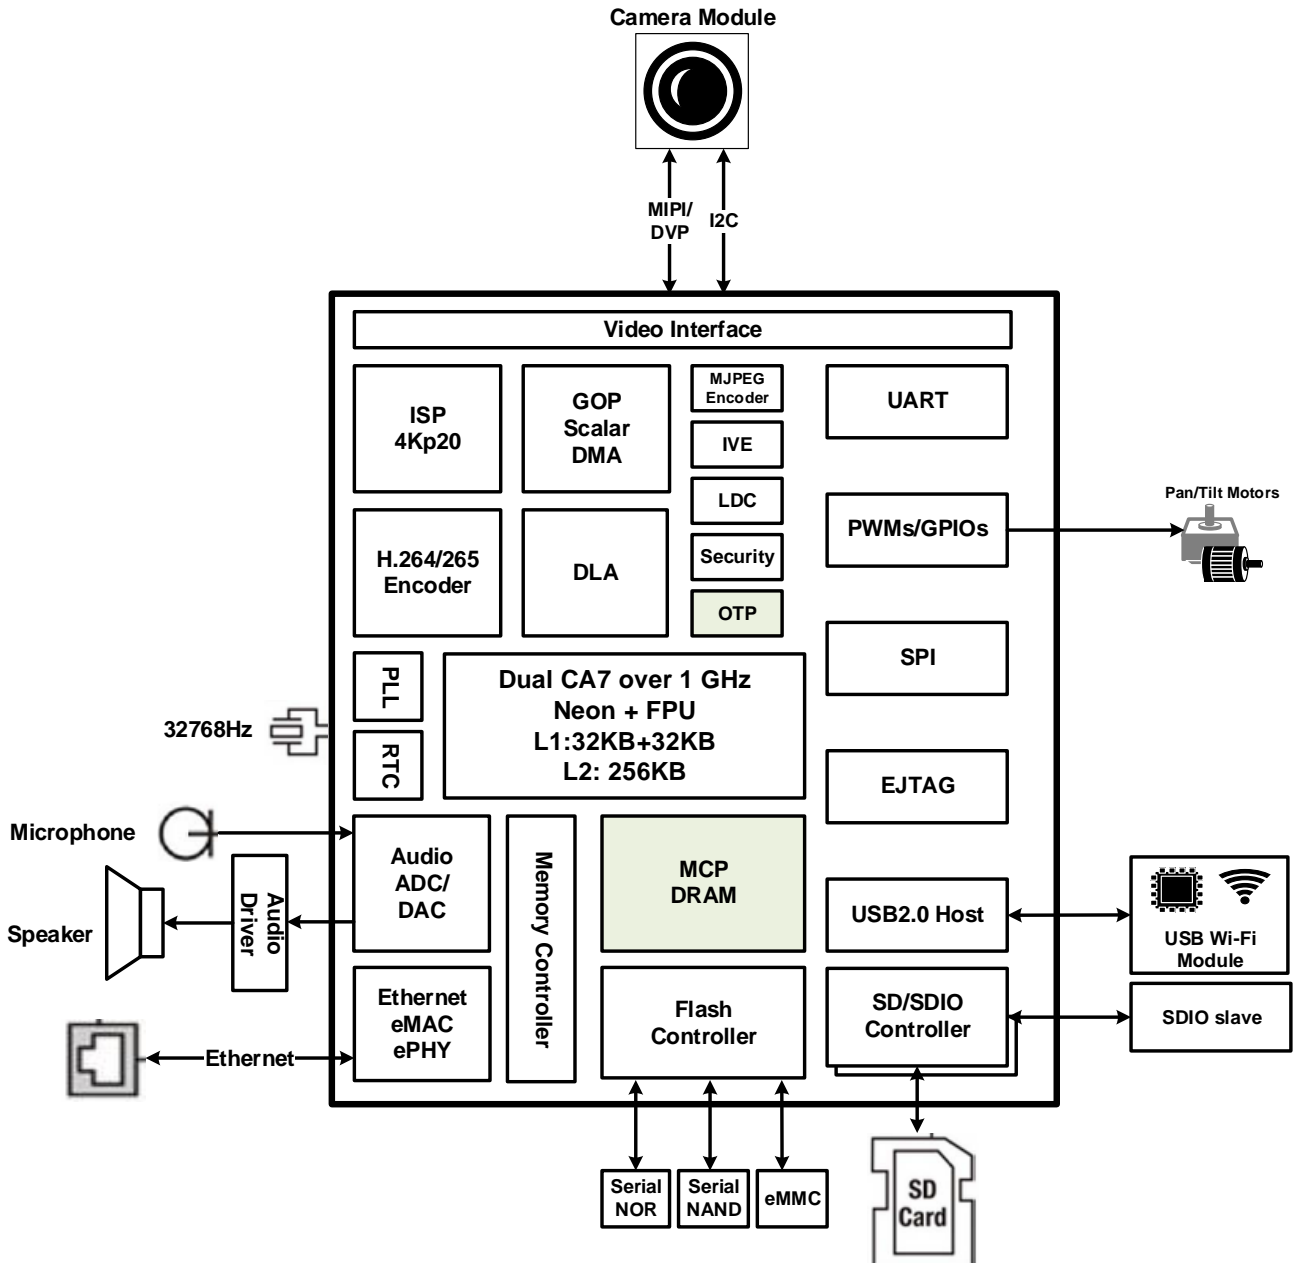 Camera Module
MIPI/
DVP
I2C
Video Interface
ISP
4Kp20
GOP
Scalar
DMA
MJPEG
Encoder
IVE
LDC
Security
OTP
UART
H.264/265
Encoder
DLA
PWMs/GPIOs
Pan/Tilt Motors
SPI
PLL
RTC
Dual CA7 over 1 GHz
Neon + FPU
L1:32KB+32KB
L2: 256KB
32768Hz
EJTAG
Microphone
Speaker
Audio
Driver
Audio
ADC/
DAC
Memory Controller
MCP
DRAM
USB2.0 Host
USB Wi-Fi
Module
Ethernet
Ethernet
eMAC
ePHY
Flash
Controller
SD/SDIO
Controller
SDIO slave
Serial
NOR
Serial
NAND
eMMC
SD
Card